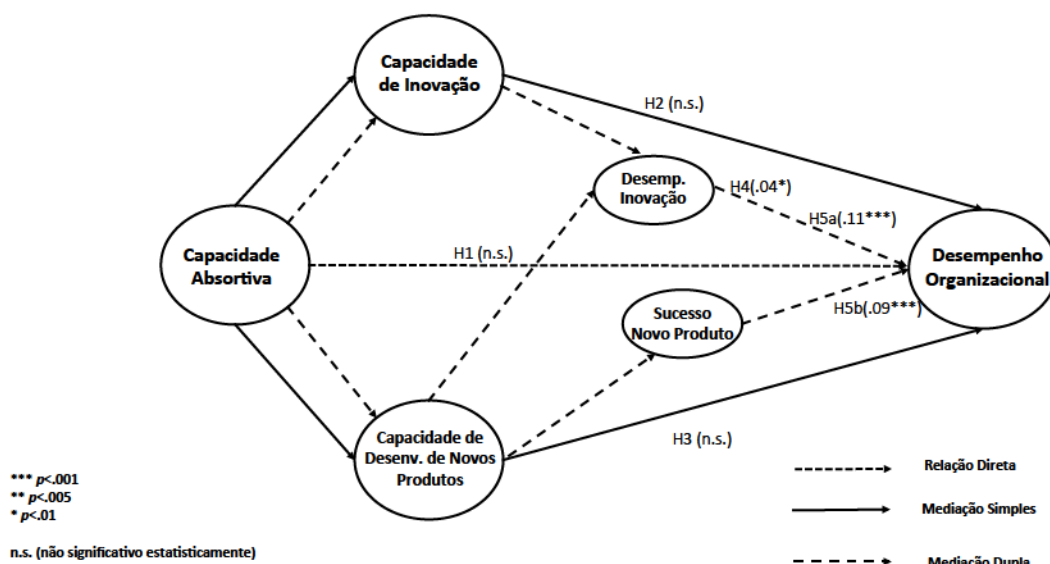 Capacidade
de Inovação
H2 (n.s.)
Desemp.
Inovação
H4(.04*)
H5a(.11***)
Capacidade
Absortiva
H1 (n.s.)
Desempenho
Organizacional
Sucesso
Novo Produto
H5b(.09***)
Capacidade de
Desenv. de Novos
Produtos
H3 (n.s.)
*** p<.001
** p<.005
* p<.01
n.s. (não significativo estatisticamente)
Relação Direta
Mediação Simples
Mediação Dupla